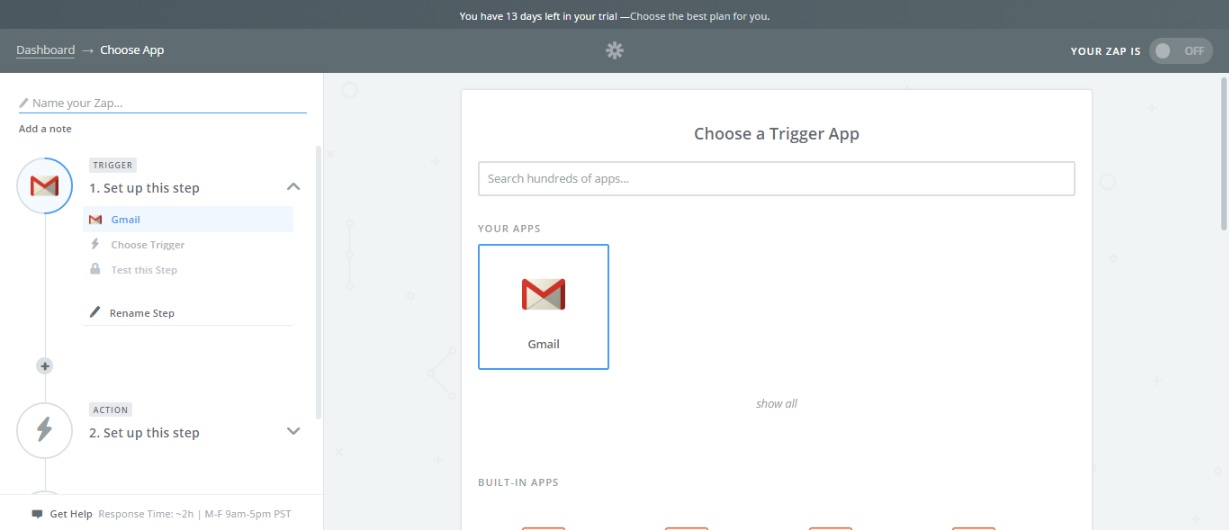 You have 13 days left in your trial —Choose the best plan for you.
Dashboard → Choose App
YOUR ZAP IS OFF
Name your Zap...
Add a note
TRIGGER
1. Set up this step
Gmail
Choose Trigger
Test this Step
Rename Step
ACTION
2. Set up this step
Get Help Response Time: ~2h | M-F 9am-5pm PST
Choose a Trigger App
Search hundreds of apps...
YOUR APPS
Gmail
show all
BUILT-IN APPS